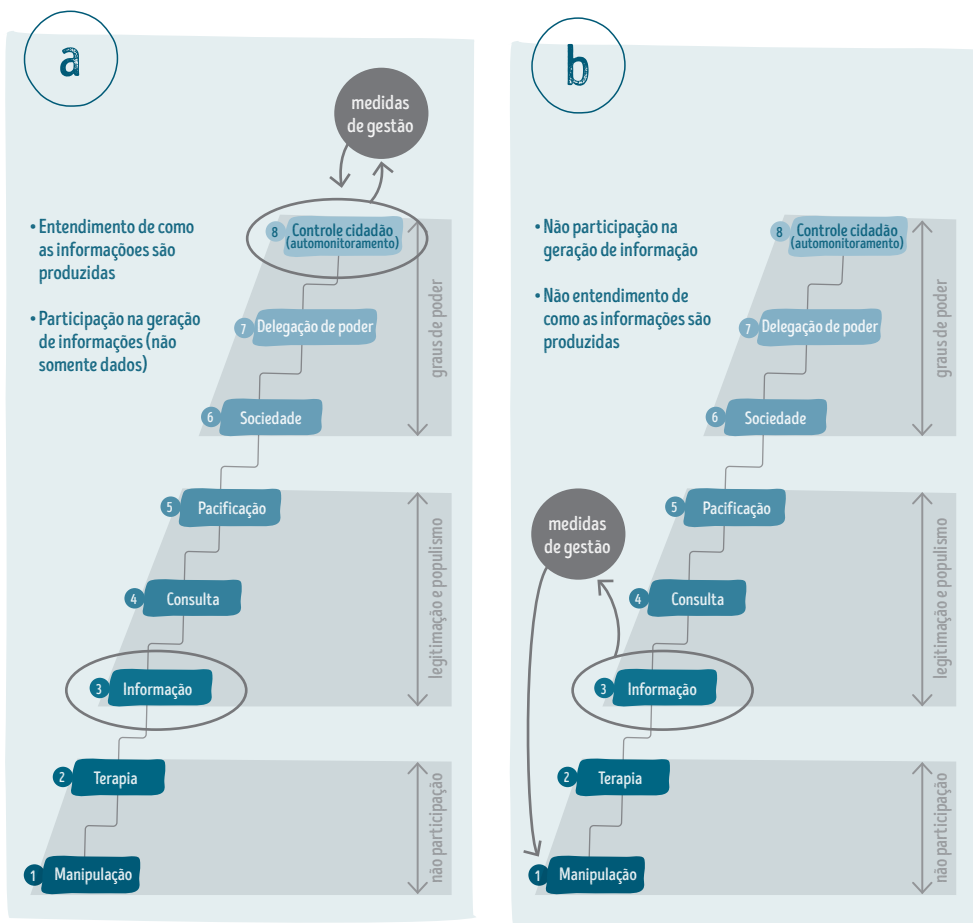 a
medidas
de gestão
• Entendimento de como
as informaçãoes são
produzidas
• Participação na geração
de informações (não
somente dados)
8 Controle cidadão
(automonitoramento)
7 Delegação de poder
6 Sociedade
graus de poder
5 Pacificação
4 Consulta
3 Informação
legitimação e populismo
2 Terapia
1 Manipulação
não participação
b
• Não participação na
geração de informação
• Não entendimento de
como as informações são
produzidas
8 Controle cidadão
(automonitoramento)
7 Delegação de poder
6 Sociedade
graus de poder
medidas
de gestão
5 Pacificação
4 Consulta
3 Informação
legitimação e populismo
2 Terapia
1 Manipulação
não participação